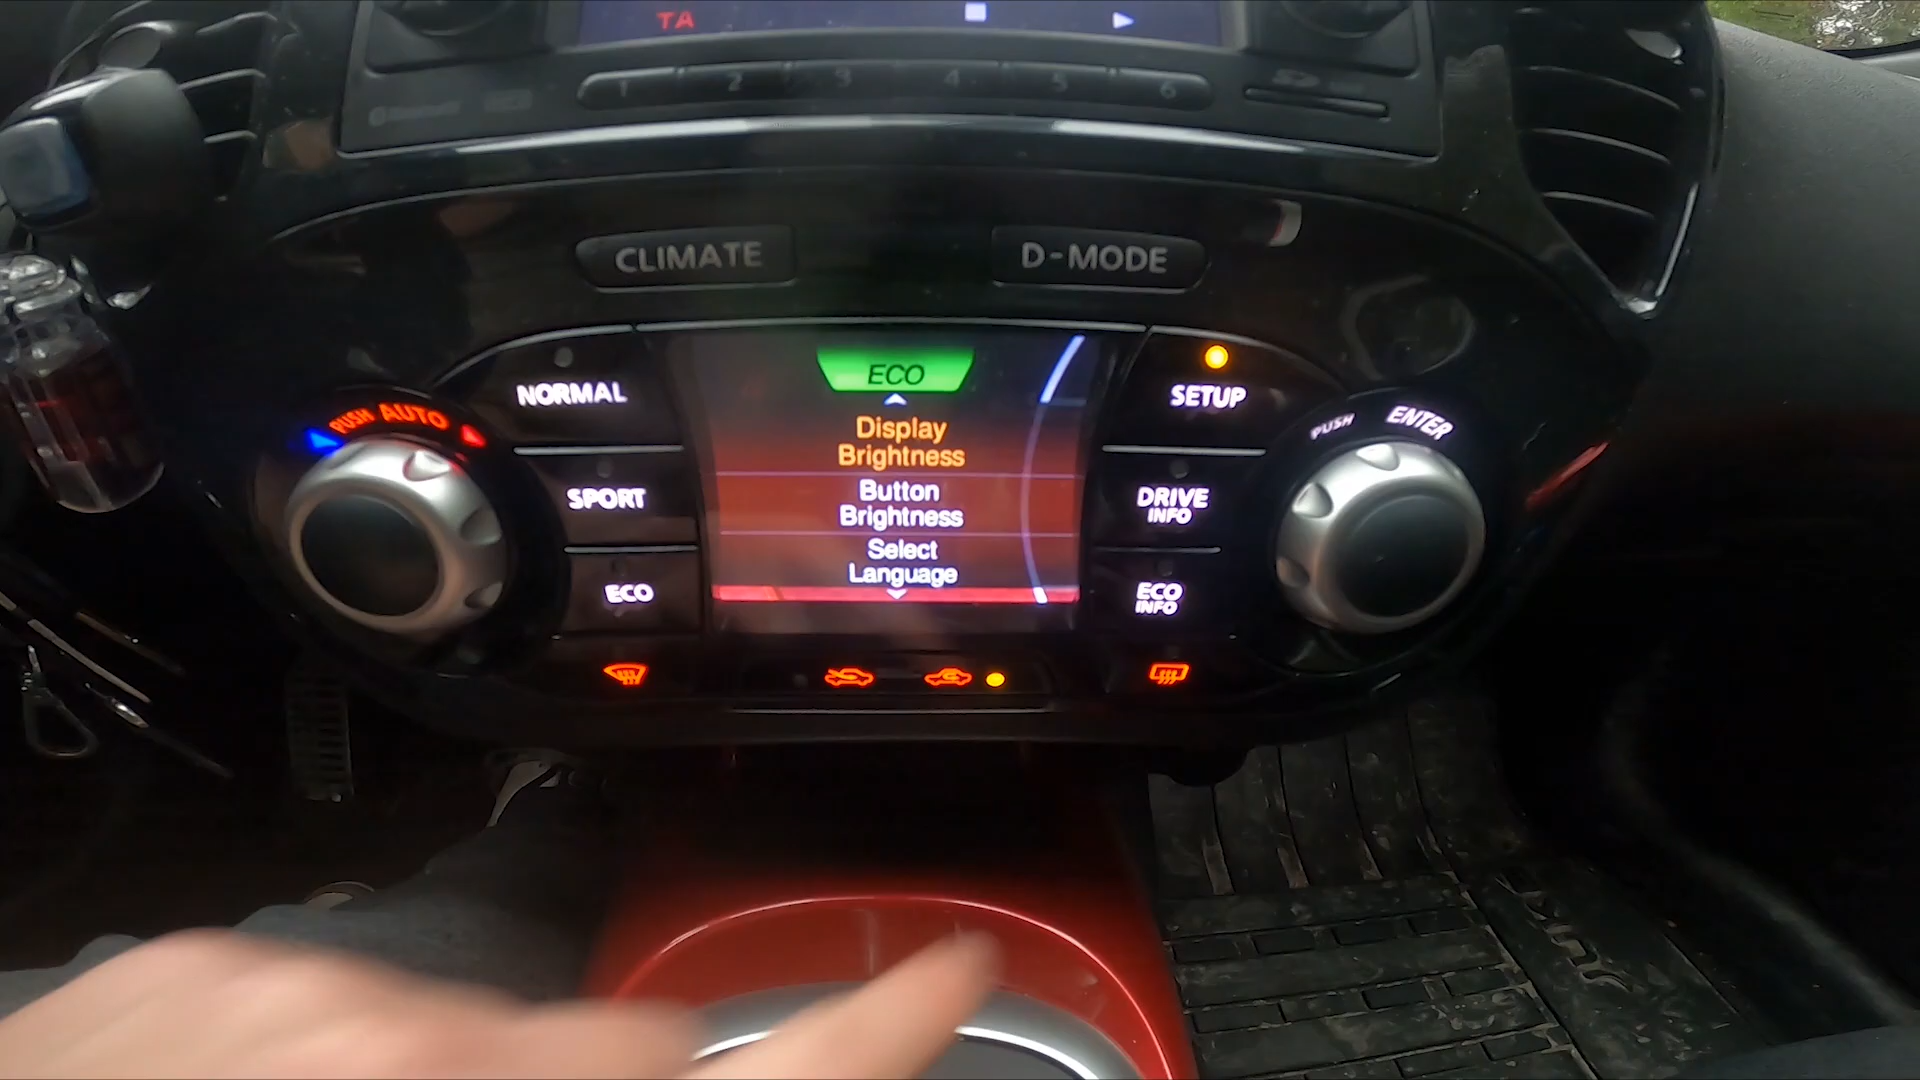 TA
1 2 3 4 5 6
CLIMATE
D-MODE
ECO
NORMAL
SETUP
PUSH AUTO
PUSH ENTER
Display
Brightness
SPORT
Button
Brightness
DRIVE
INFO
Select
Language
ECO
ECO
INFO